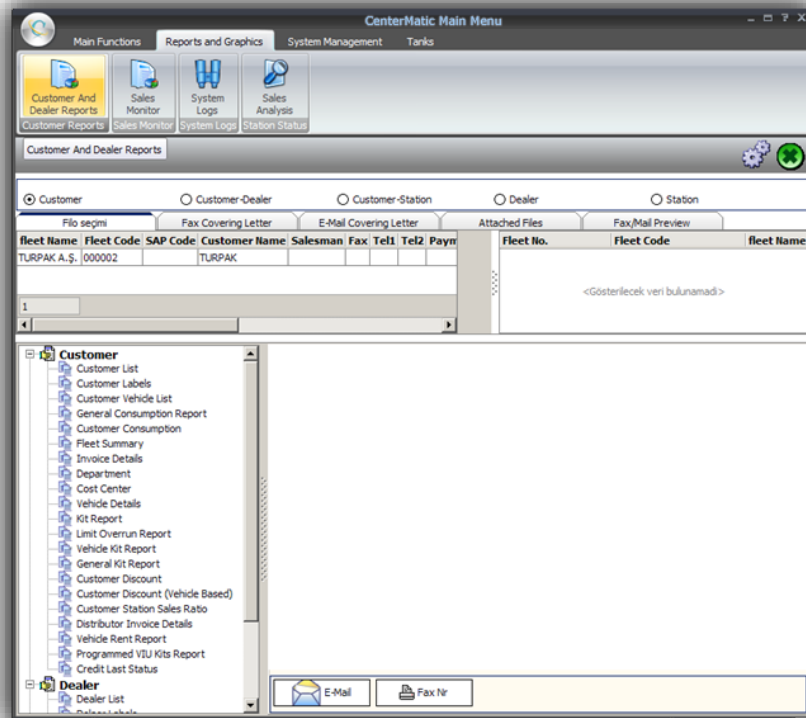 CenterMatic Main Menu
Main Functions Reports and Graphics System Management Tanks
Customer And Dealer Reports
Sales Monitor
System Logs
Sales Analysis
Customer Reports Sales Monitor System Logs Station Status
Customer And Dealer Reports
Customer Customer-Dealer Customer-Station Dealer Station
Filo seçimi Fax Covering Letter E-Mail Covering Letter Attached Files Fax/Mail Preview
fleet Name Fleet Code SAP Code Customer Name Salesman Fax Tel1 Tel2 Paym
TURPAK A.Ş. 000002 TURPAK
1
Fleet No. Fleet Code fleet Name
<Gösterilecek veri bulunamadi>
Customer
Customer List
Customer Labels
Customer Vehicle List
General Consumption Report
Customer Consumption
Fleet Summary
Invoice Details
Department
Cost Center
Vehicle Details
Kit Report
Limit Overrun Report
Vehicle Kit Report
General Kit Report
Customer Discount
Customer Discount (Vehicle Based)
Customer Station Sales Ratio
Distributor Invoice Details
Vehicle Rent Report
Programmed VIU Kits Report
Credit Last Status
Dealer
Dealer List
E-Mail Fax Nr